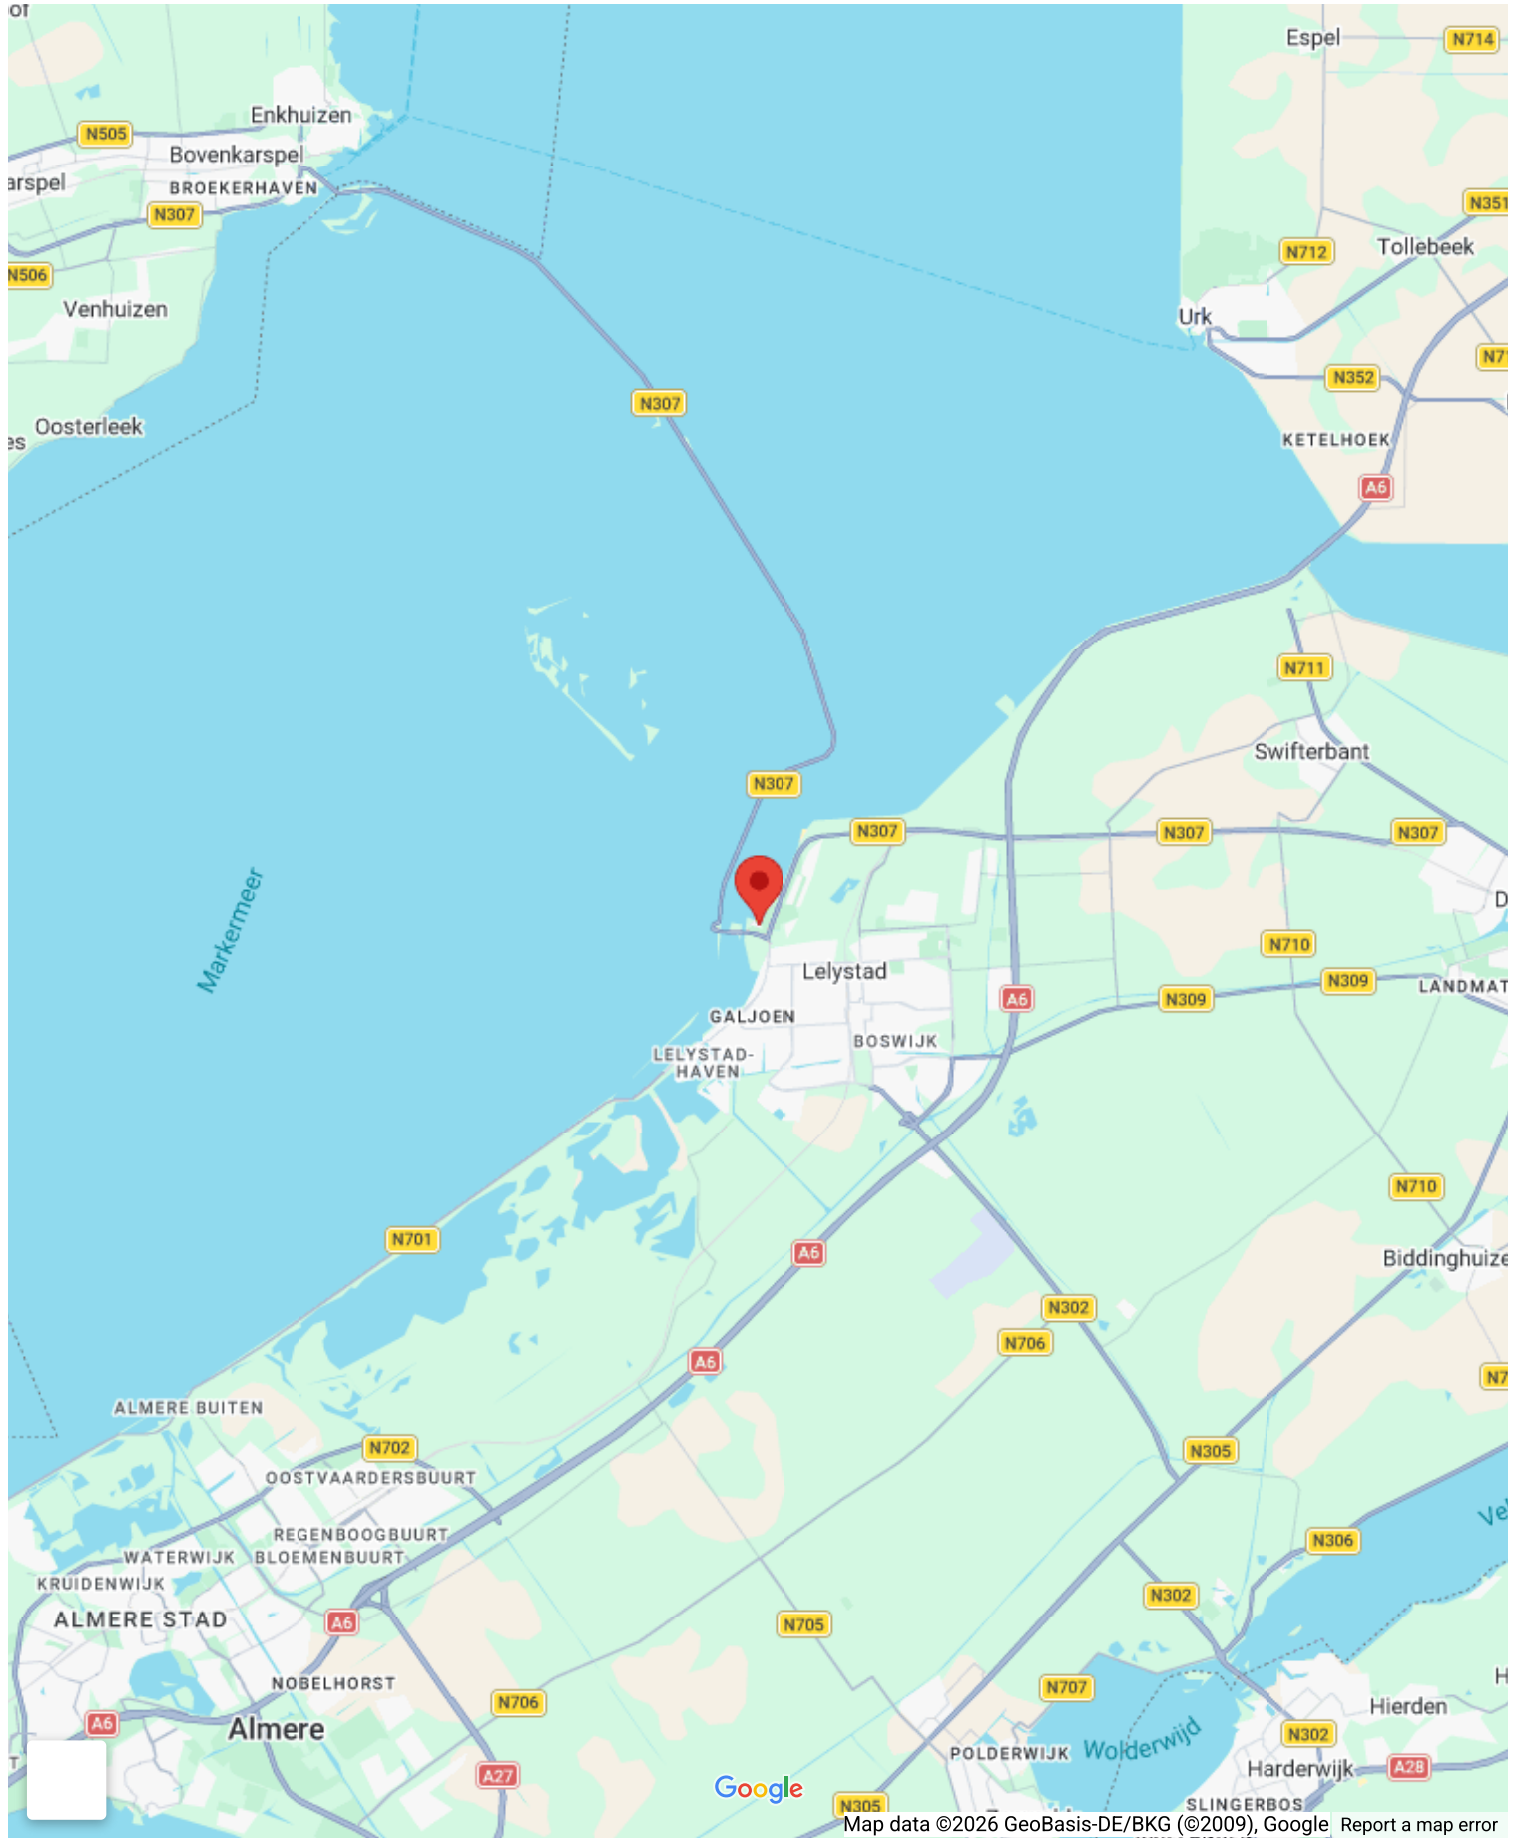 Espel
N714
Enkhuizen
N505
Bovenkarspel
arspel
BROEKERHAVEN
N351
N307
N712
Tollebeek
N506
Venhuizen
Urk
N352
N307
Oosterleek
es
KETELHOEK
A6
N711
Swifterbant
N307
N307
N307
N307
Markermeer
N710
Lelystad
N309
LANDMAT
A6
N309
GALJOEN
BOSWIJK
LELYSTAD-
HAVEN
N710
N701
A6
Biddinghuize
N302
N706
A6
ALMERE BUITEN
N702
N305
OOSTVAARDERSBUURT
REGENBOOGBUURT
N306
WATERWIJK
BLOEMENBUURT
KRUIDENWIJK
N302
ALMERE STAD
A6
N705
NOBELHORST
N707
N706
Hierden
A6
Almere
N302
POLDERWIJK
Wolderwijd
Harderwijk
A28
A27
Google
N305
SLINGERBOS
Map data ©2026 GeoBasis-DE/BKG (©2009), Google
Report a map error